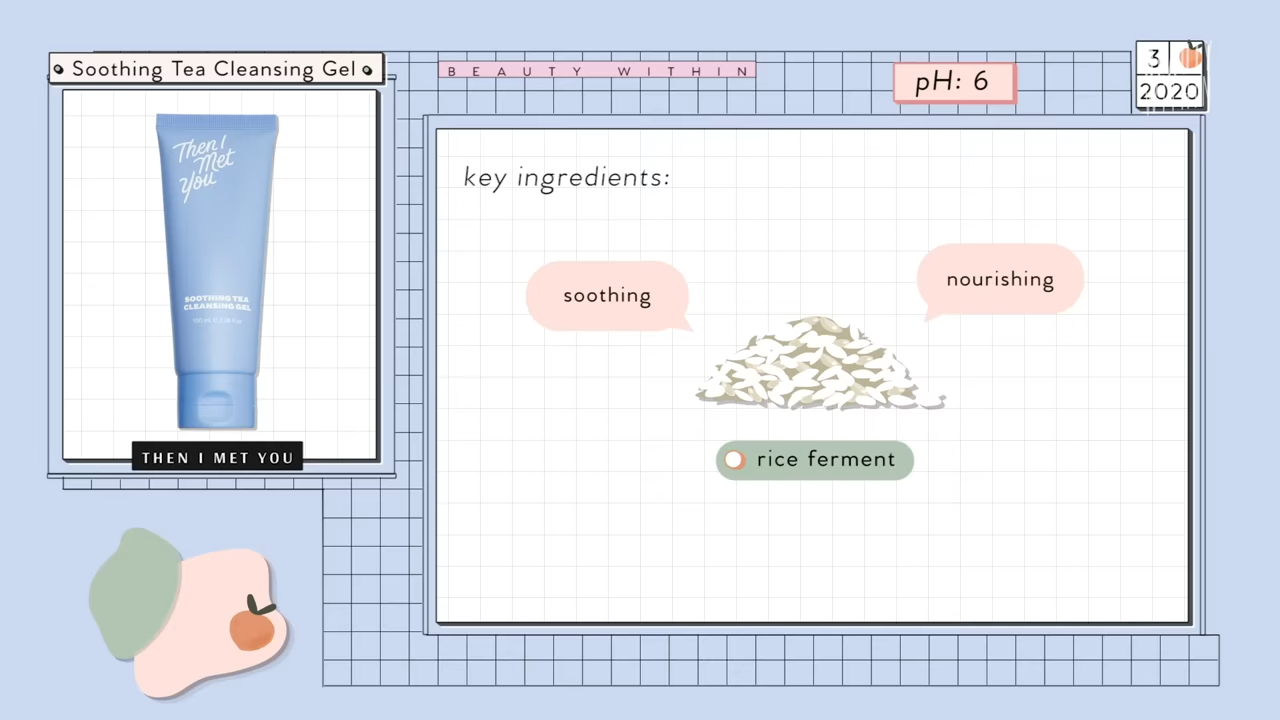 Soothing Tea Cleansing Gel
BEAUTY WITHIN
pH: 6
3
2020
Then I
Met
You
SOOTHING TEA
CLEANSING GEL
THEN I MET YOU
key ingredients:
soothing
nourishing
rice ferment